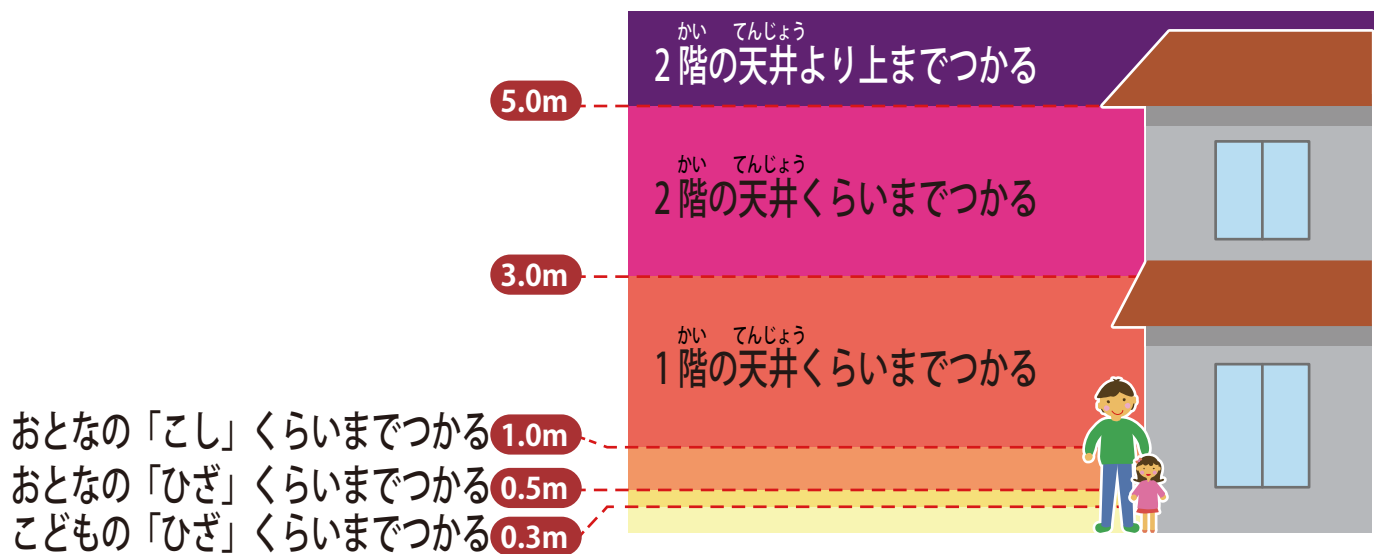 かい てんじょう
2階の天井より上までつかる
5.0m
かい てんじょう
2階の天井くらいまでつかる
3.0m
かい てんじょう
1階の天井くらいまでつかる
おとなの「こし」くらいまでつかる 1.0m
おとなの「ひざ」くらいまでつかる 0.5m
こどもの「ひざ」くらいまでつかる 0.3m